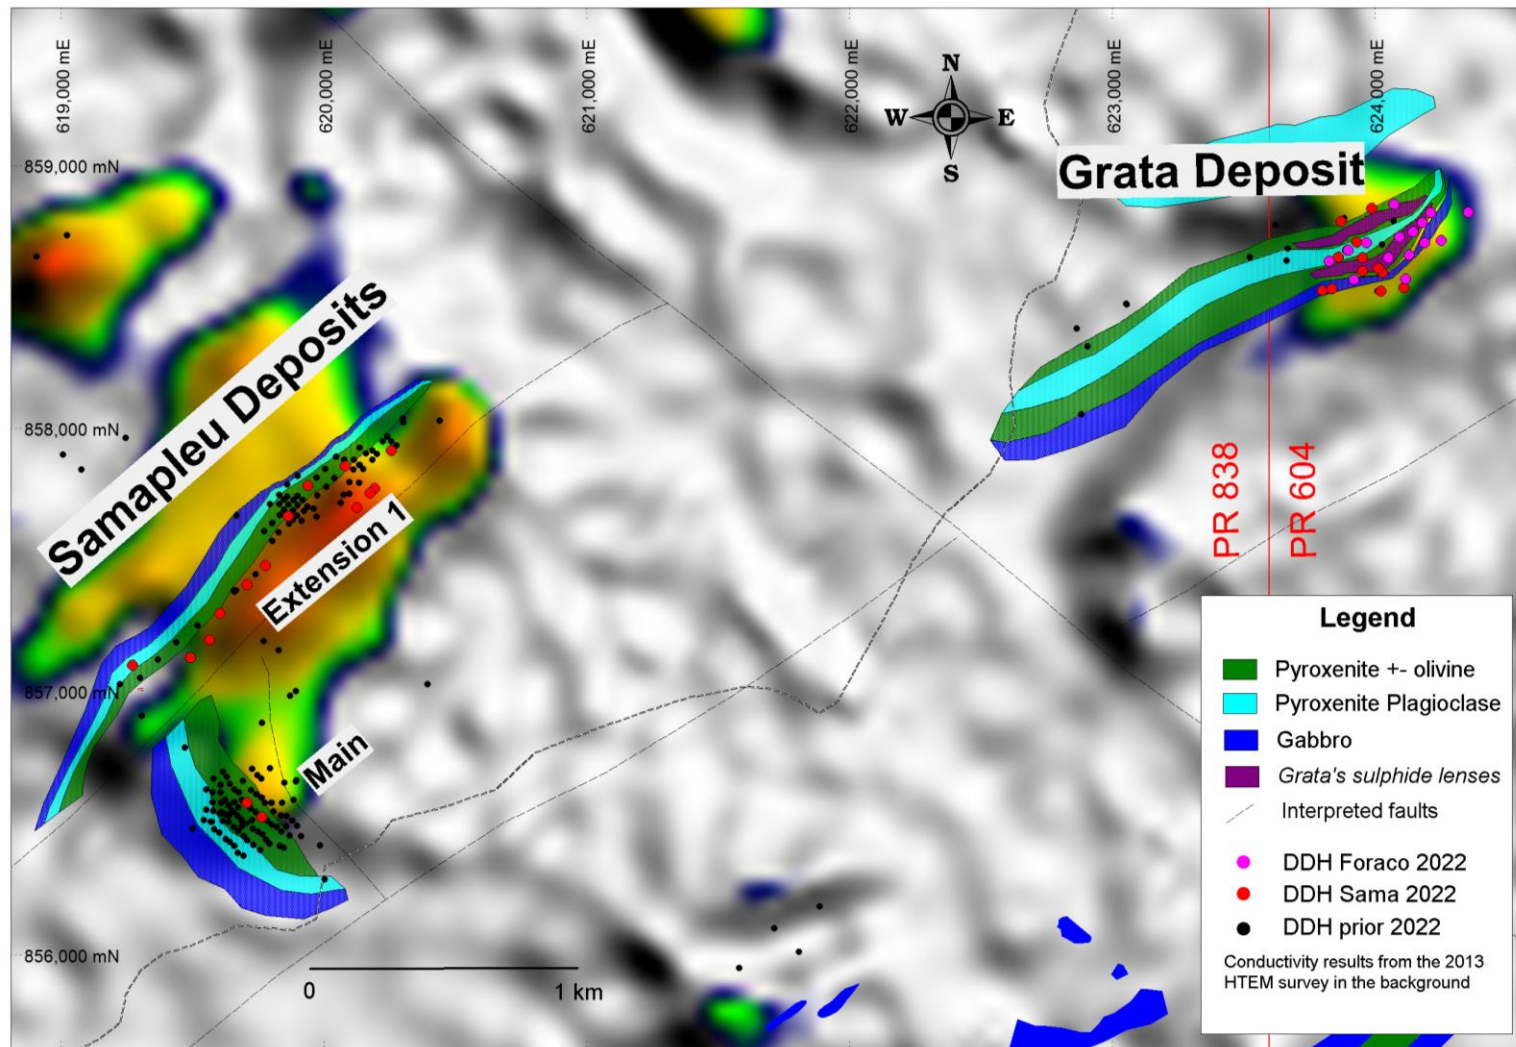 619,000 mE
620,000 mE
621,000 mE
622,000 mE
623,000 mE
624,000 mE
N
W
E
S
859,000 mN
Grata Deposit
Samapleu Deposits
858,000 mN
Extension 1
PR 838
PR 604
857,000 mN
Main
856,000 mN
0
1 km
Legend
Pyroxenite +- olivine
Pyroxenite Plagioclase
Gabbro
Grata's sulphide lenses
Interpreted faults
DDH Foraco 2022
DDH Sama 2022
DDH prior 2022
Conductivity results from the 2013
HTEM survey in the background